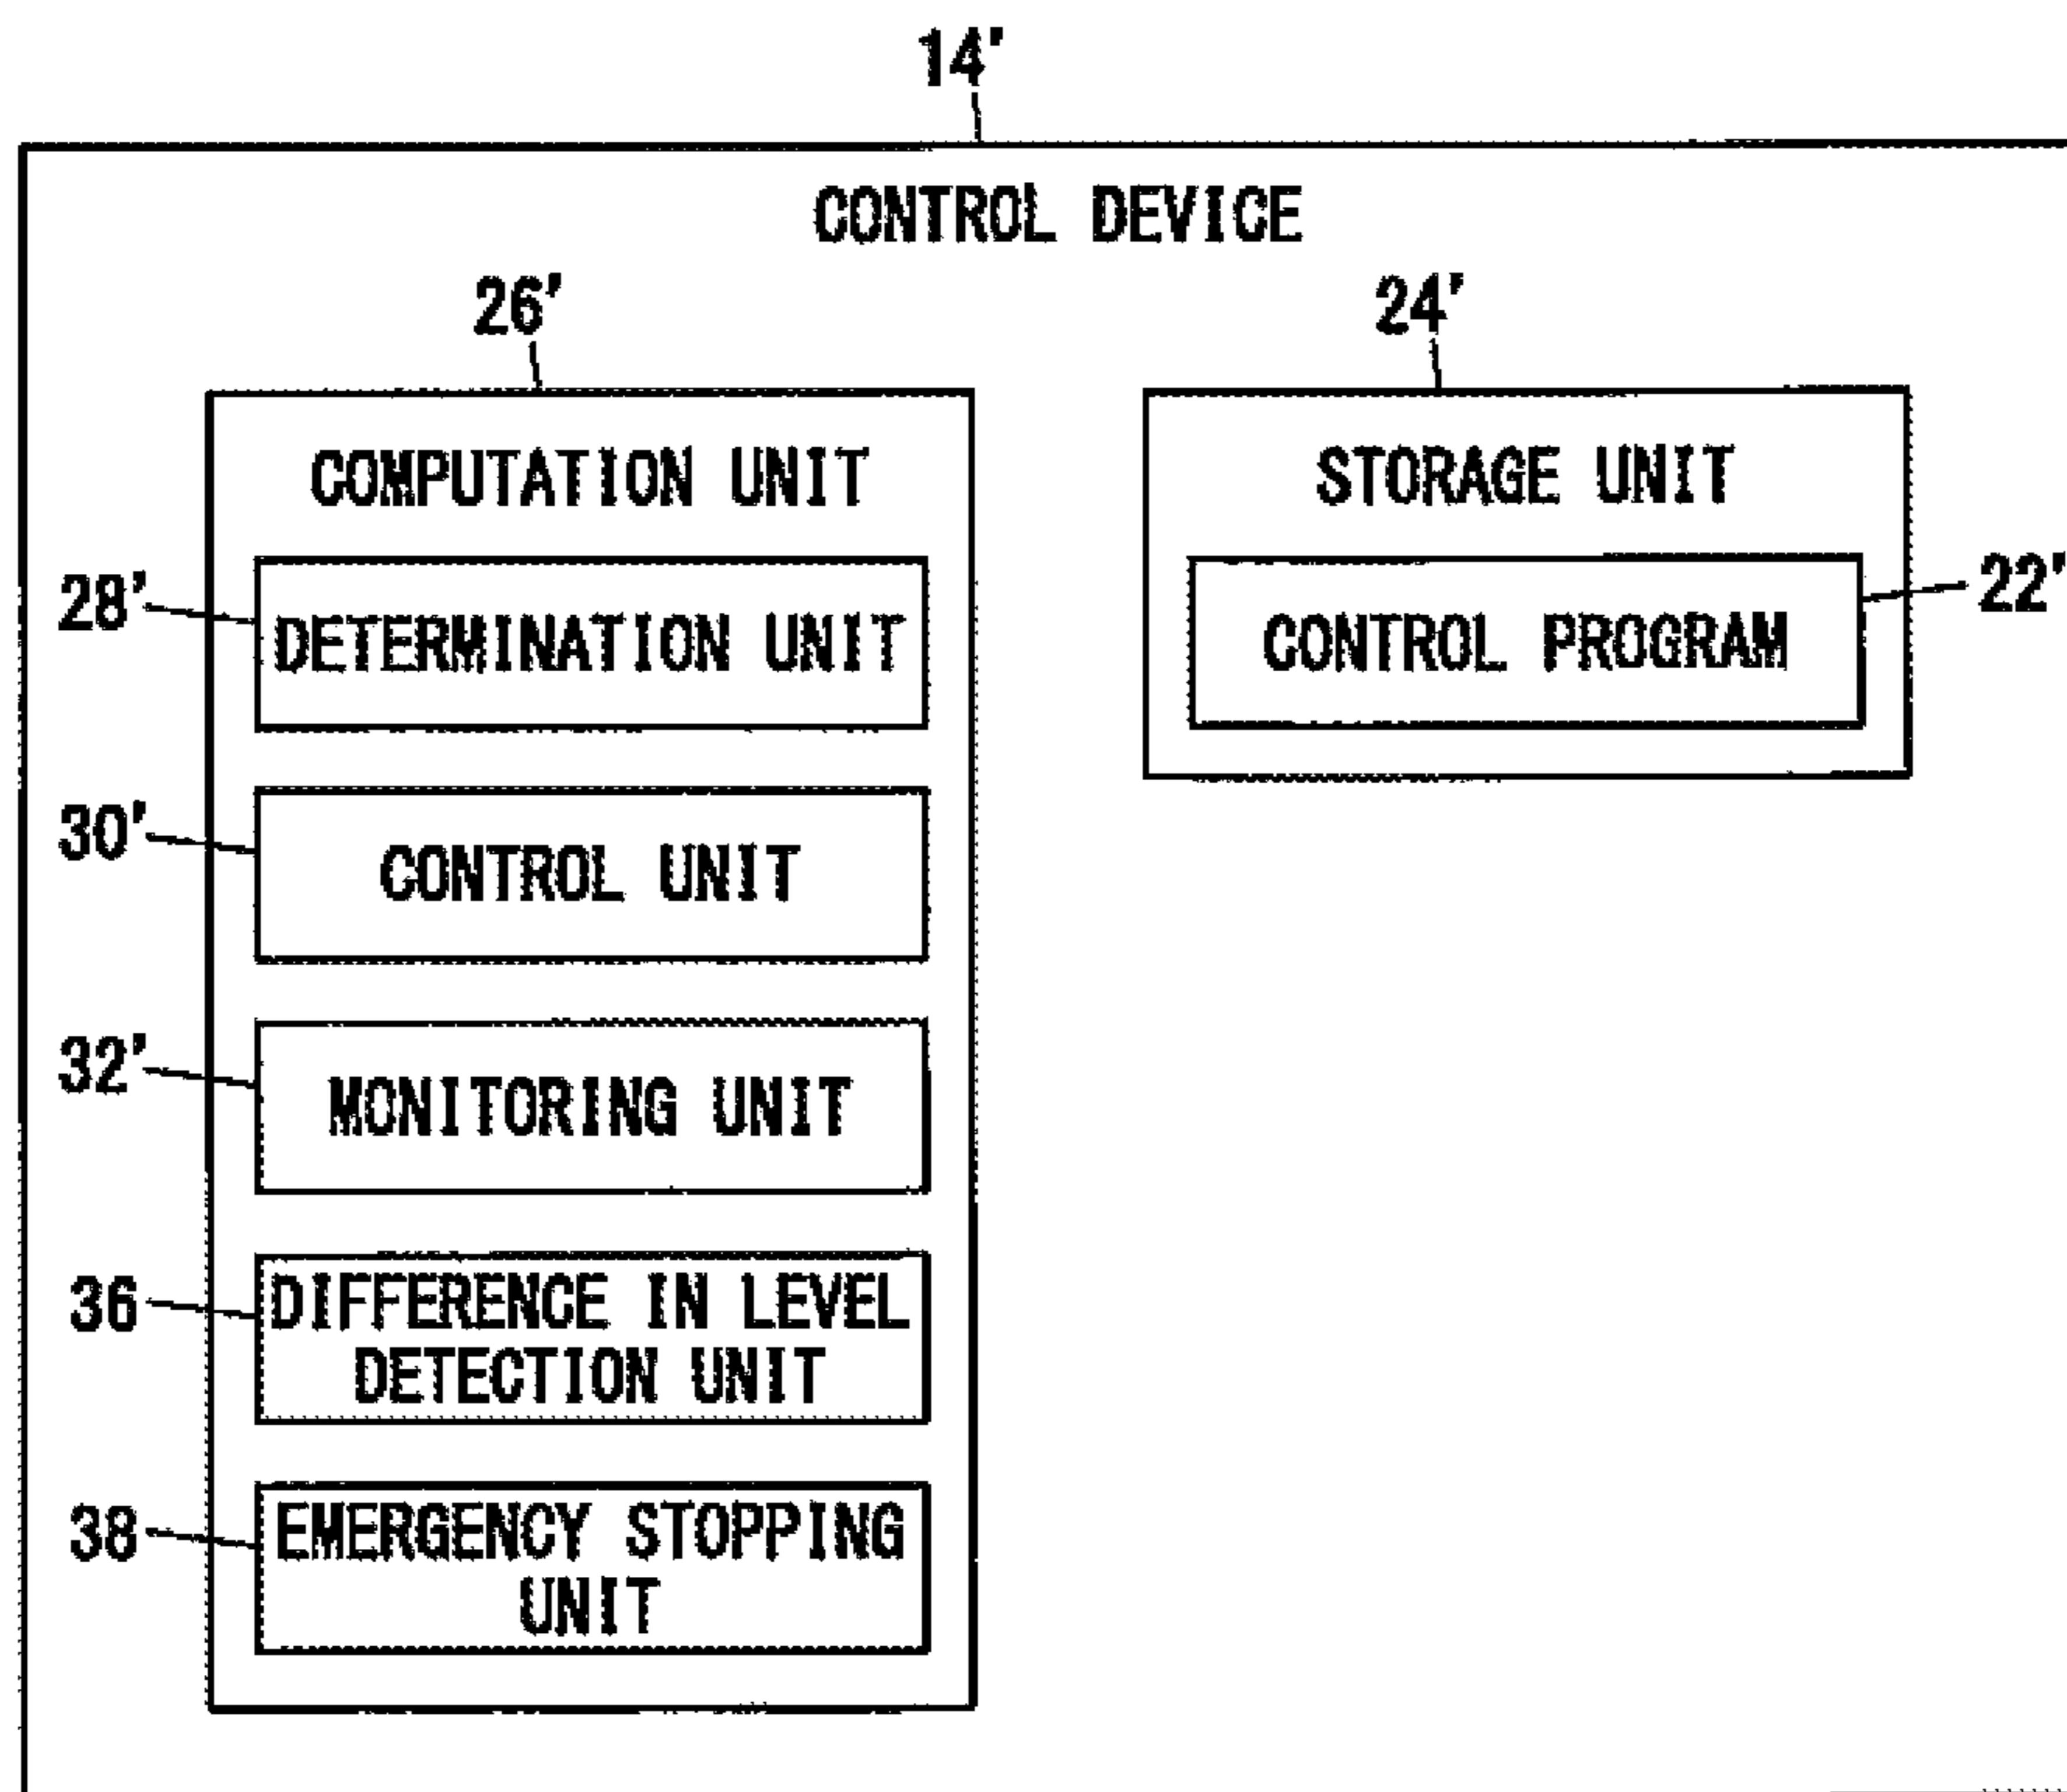 14'
CONTROL DEVICE
26'
24'
COMPUTATION UNIT
STORAGE UNIT
28'
DETERMINATION UNIT
CONTROL PROGRAM
22'
30'
CONTROL UNIT
32'
MONITORING UNIT
36
DIFFERENCE IN LEVEL
DETECTION UNIT
38
EMERGENCY STOPPING
UNIT